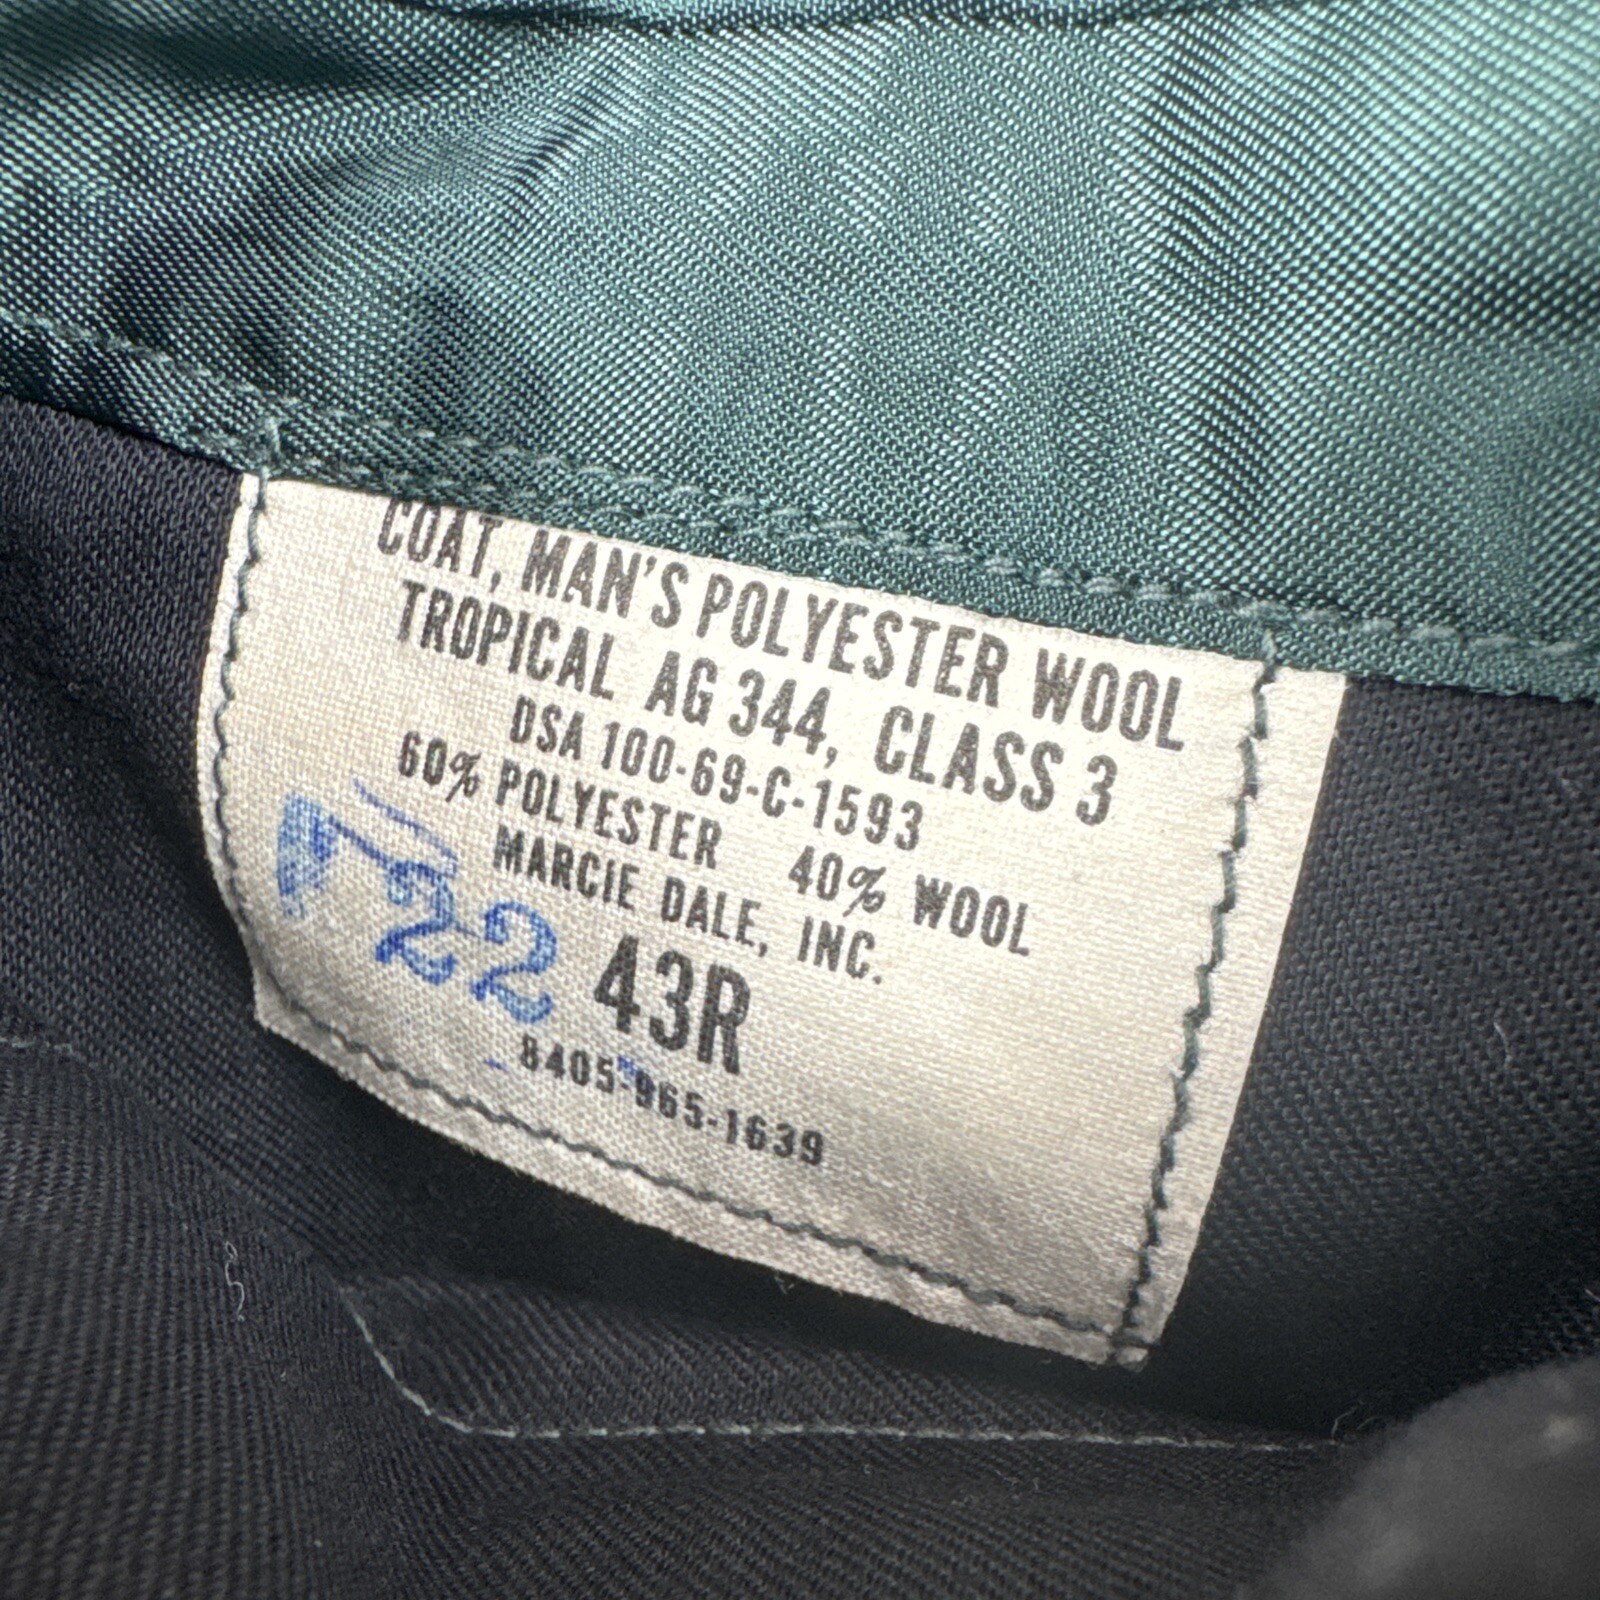 COAT, MAN'S POLYESTER WOOL
TROPICAL AG 344, CLASS 3
DSA 100-69-C-1593
60% POLYESTER 40% WOOL
MARCIE DALE, INC.
22 43R
8405-965-1639